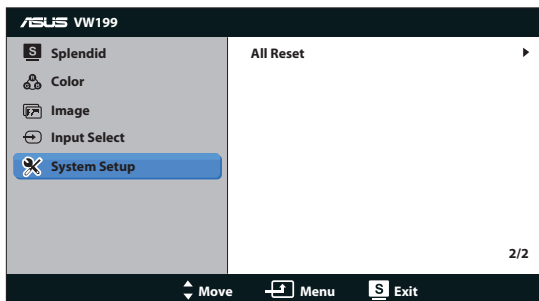 ASUS VW199
S Splendid
Color
Image
Input Select
System Setup
All Reset
2/2
Move Menu S Exit